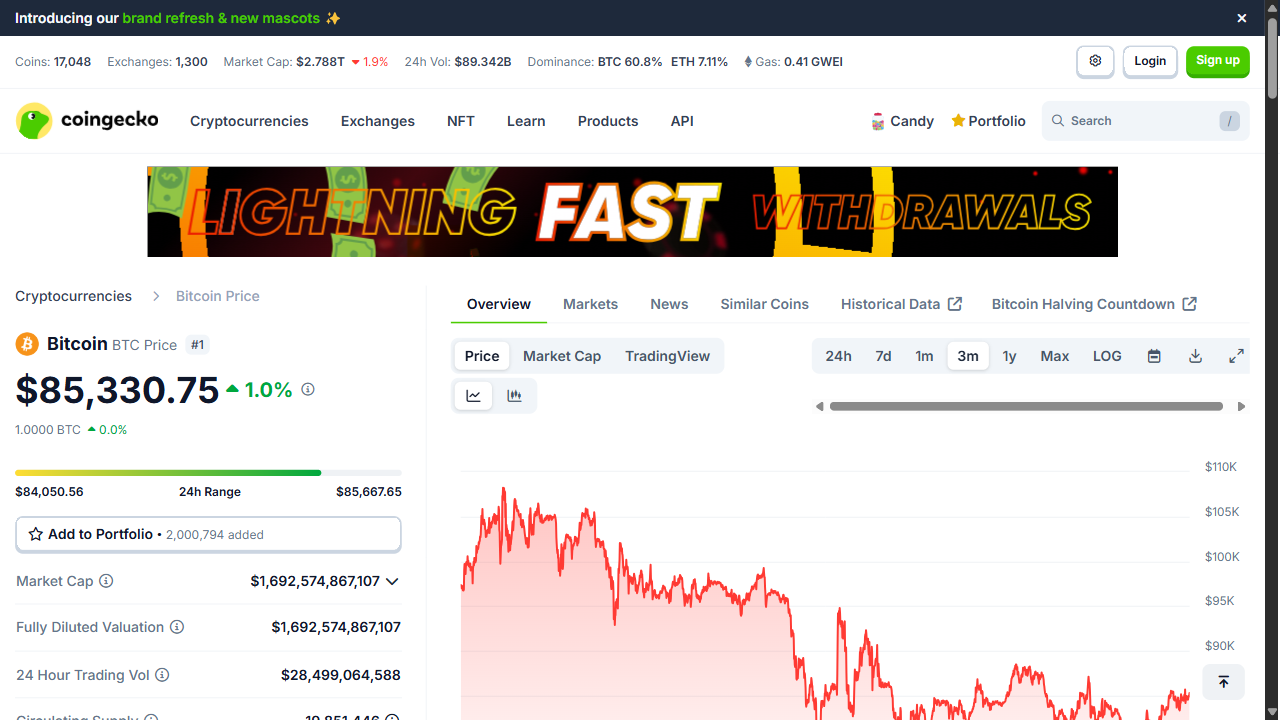 Introducing our brand refresh & new mascots ✨
Coins: 17,048 Exchanges: 1,300 Market Cap: $2.788T 1.9% 24h Vol: $89.342B Dominance: BTC 60.8% ETH 7.11% Gas: 0.41 GWEI
Login
Sign up
coingecko
Cryptocurrencies Exchanges NFT Learn Products API
Candy Portfolio
Search /
LIGHTNING FAST WITHDRAWALS
Cryptocurrencies Bitcoin Price
Bitcoin BTC Price #1
$85,330.75 1.0%
1.0000 BTC 0.0%
$84,050.56 24h Range $85,667.65
Add to Portfolio • 2,000,794 added
Market Cap $1,692,574,867,107
Fully Diluted Valuation $1,692,574,867,107
24 Hour Trading Vol $28,499,064,588
Circulating Supply 19,851,446
Overview Markets News Similar Coins Historical Data Bitcoin Halving Countdown
Price Market Cap TradingView
24h 7d 1m 3m 1y Max LOG
$110K
$105K
$100K
$95K
$90K